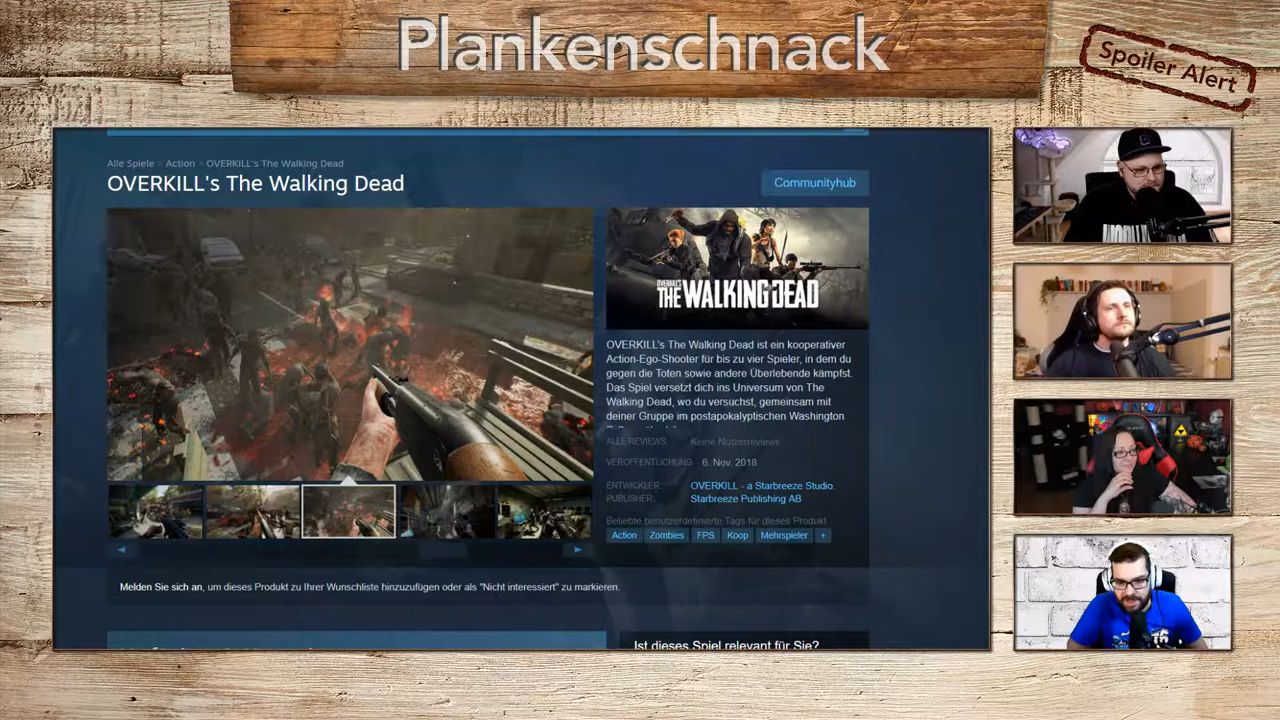 Plankenschnack
Spoiler Alert
Alle Spiele > Action > OVERKILL's The Walking Dead
OVERKILL's The Walking Dead
Communityhub
OVERKILL'S
THE WALKING DEAD
OVERKILL's The Walking Dead ist ein kooperativer
Action-Ego-Shooter für bis zu vier Spieler, in dem du
gegen die Toten sowie andere Überlebende kämpfst.
Das Spiel versetzt dich ins Universum von The
Walking Dead, wo du versuchst, gemeinsam mit
deiner Gruppe im postapokalyptischen Washington
ALLE REVIEWS: Keine Nutzerreviews
VERÖFFENTLICHUNG: 6. Nov. 2018
ENTWICKLER: OVERKILL - a Starbreeze Studio.
PUBLISHER: Starbreeze Publishing AB
Beliebte benutzerdefinierte Tags für dieses Produkt
Action Zombies FPS Koop Mehrspieler +
Melden Sie sich an, um dieses Produkt zu Ihrer Wunschliste hinzuzufügen oder als "Nicht interessiert" zu markieren.
Ist dieses Spiel relevant für Sie?